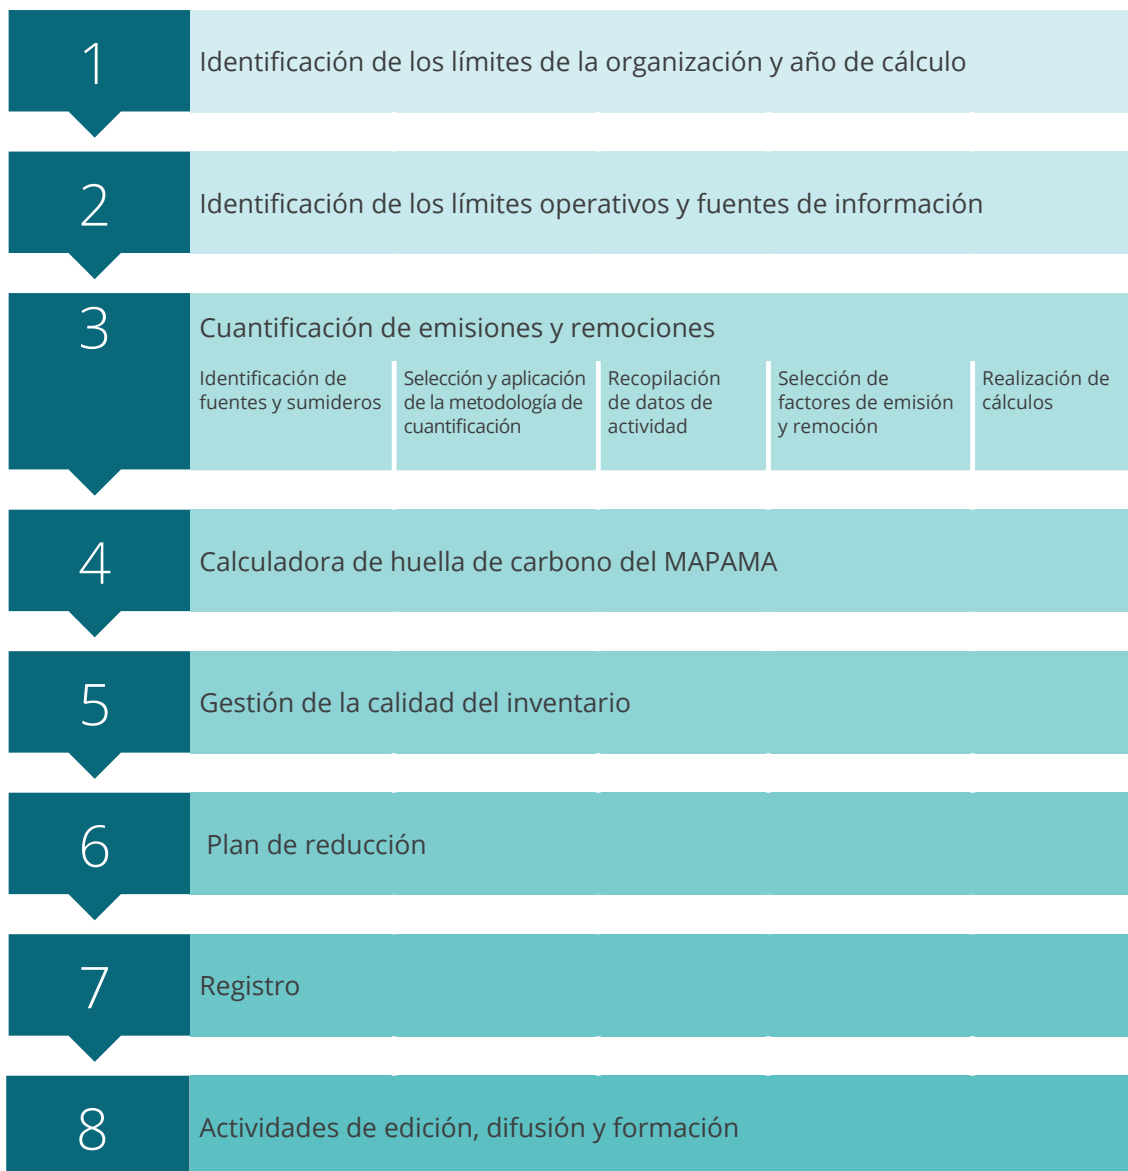 1
Identificación de los límites de la organización y año de cálculo
2
Identificación de los límites operativos y fuentes de información
3
Cuantificación de emisiones y remociones
Identificación de
fuentes y sumideros
Selección y aplicación
de la metodología de
cuantificación
Recopilación
de datos de
actividad
Selección de
factores de emisión
y remoción
Realización de
cálculos
4
Calculadora de huella de carbono del MAPAMA
5
Gestión de la calidad del inventario
6
Plan de reducción
7
Registro
8
Actividades de edición, difusión y formación